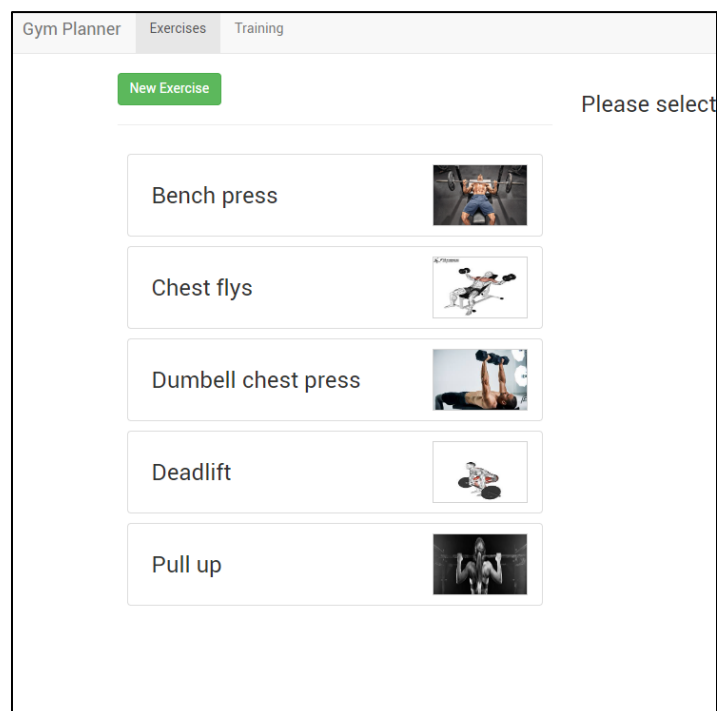 Gym Planner Exercises Training
New Exercise
Please select
Bench press
Chest flys
Dumbell chest press
Deadlift
Pull up